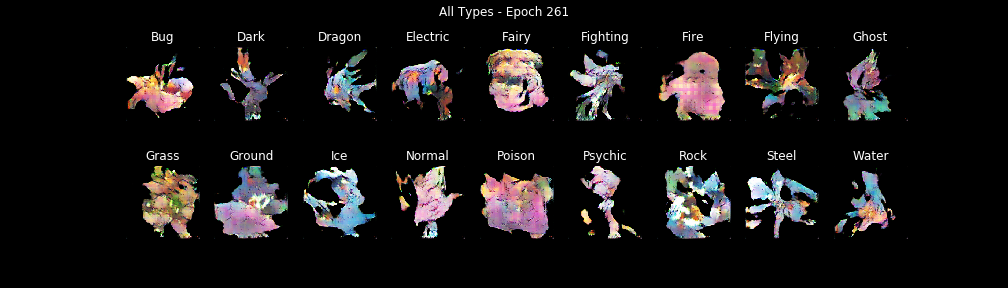 All Types - Epoch 261
Bug Dark Dragon Electric Fairy Fighting Fire Flying Ghost
Grass Ground Ice Normal Poison Psychic Rock Steel Water